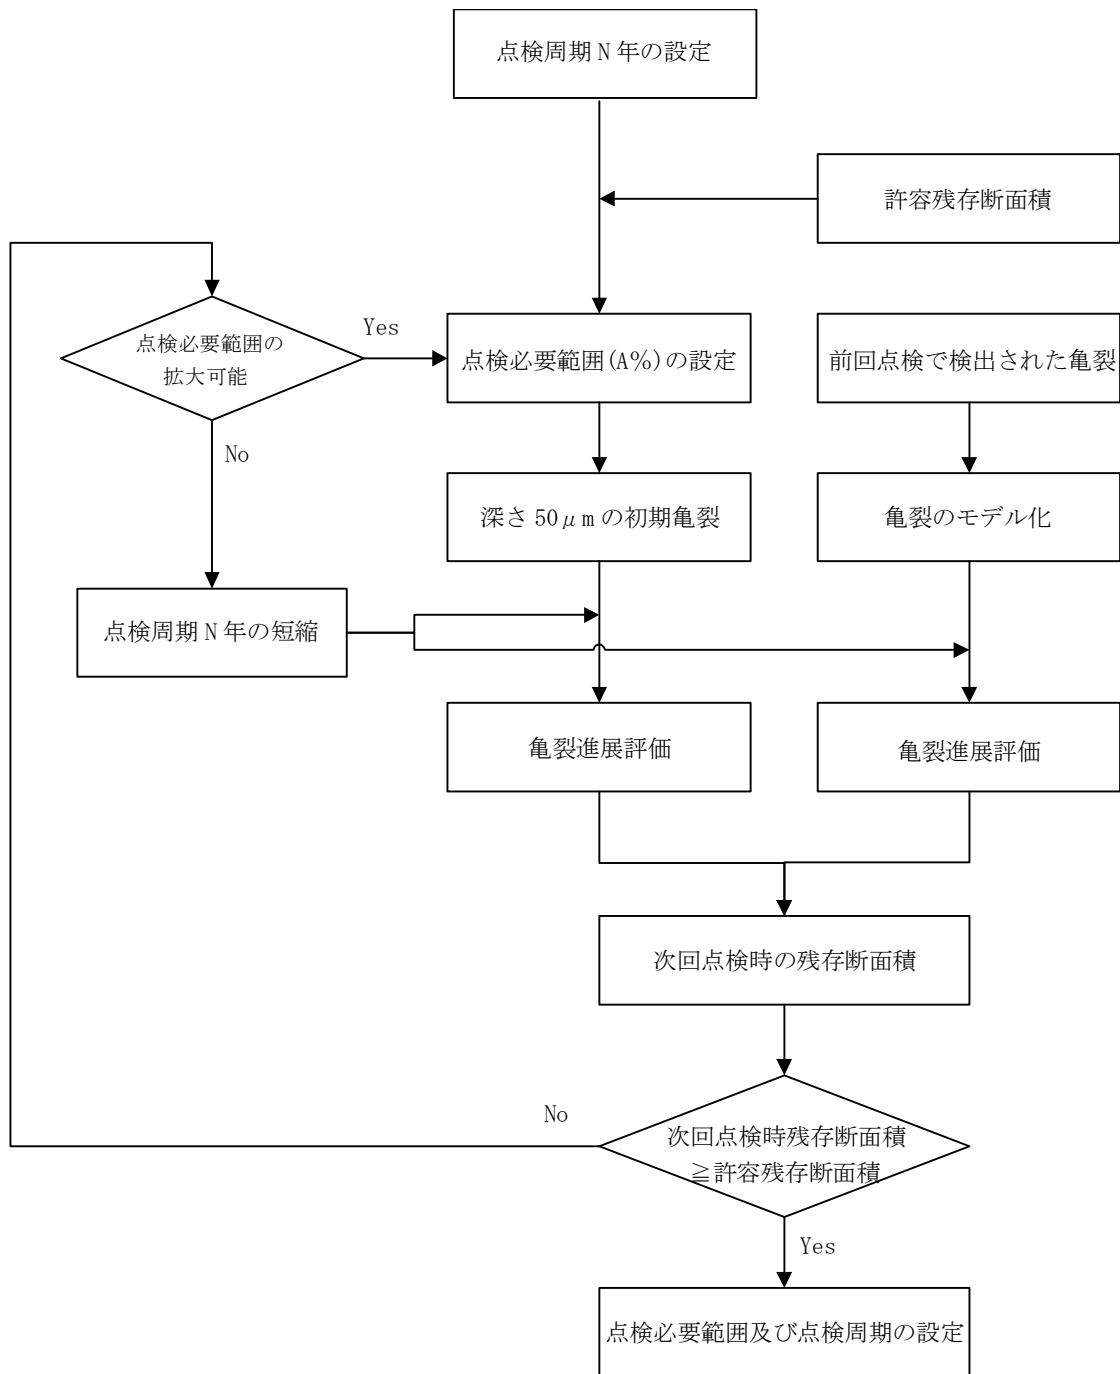 点検周期N年の設定
許容残存断面積
点検必要範囲の
拡大可能
Yes
点検必要範囲(A%)の設定
前回点検で検出された亀裂
No
深さ50μmの初期亀裂
亀裂のモデル化
点検周期N年の短縮
亀裂進展評価
亀裂進展評価
次回点検時の残存断面積
No
次回点検時残存断面積
≧許容残存断面積
Yes
点検必要範囲及び点検周期の設定